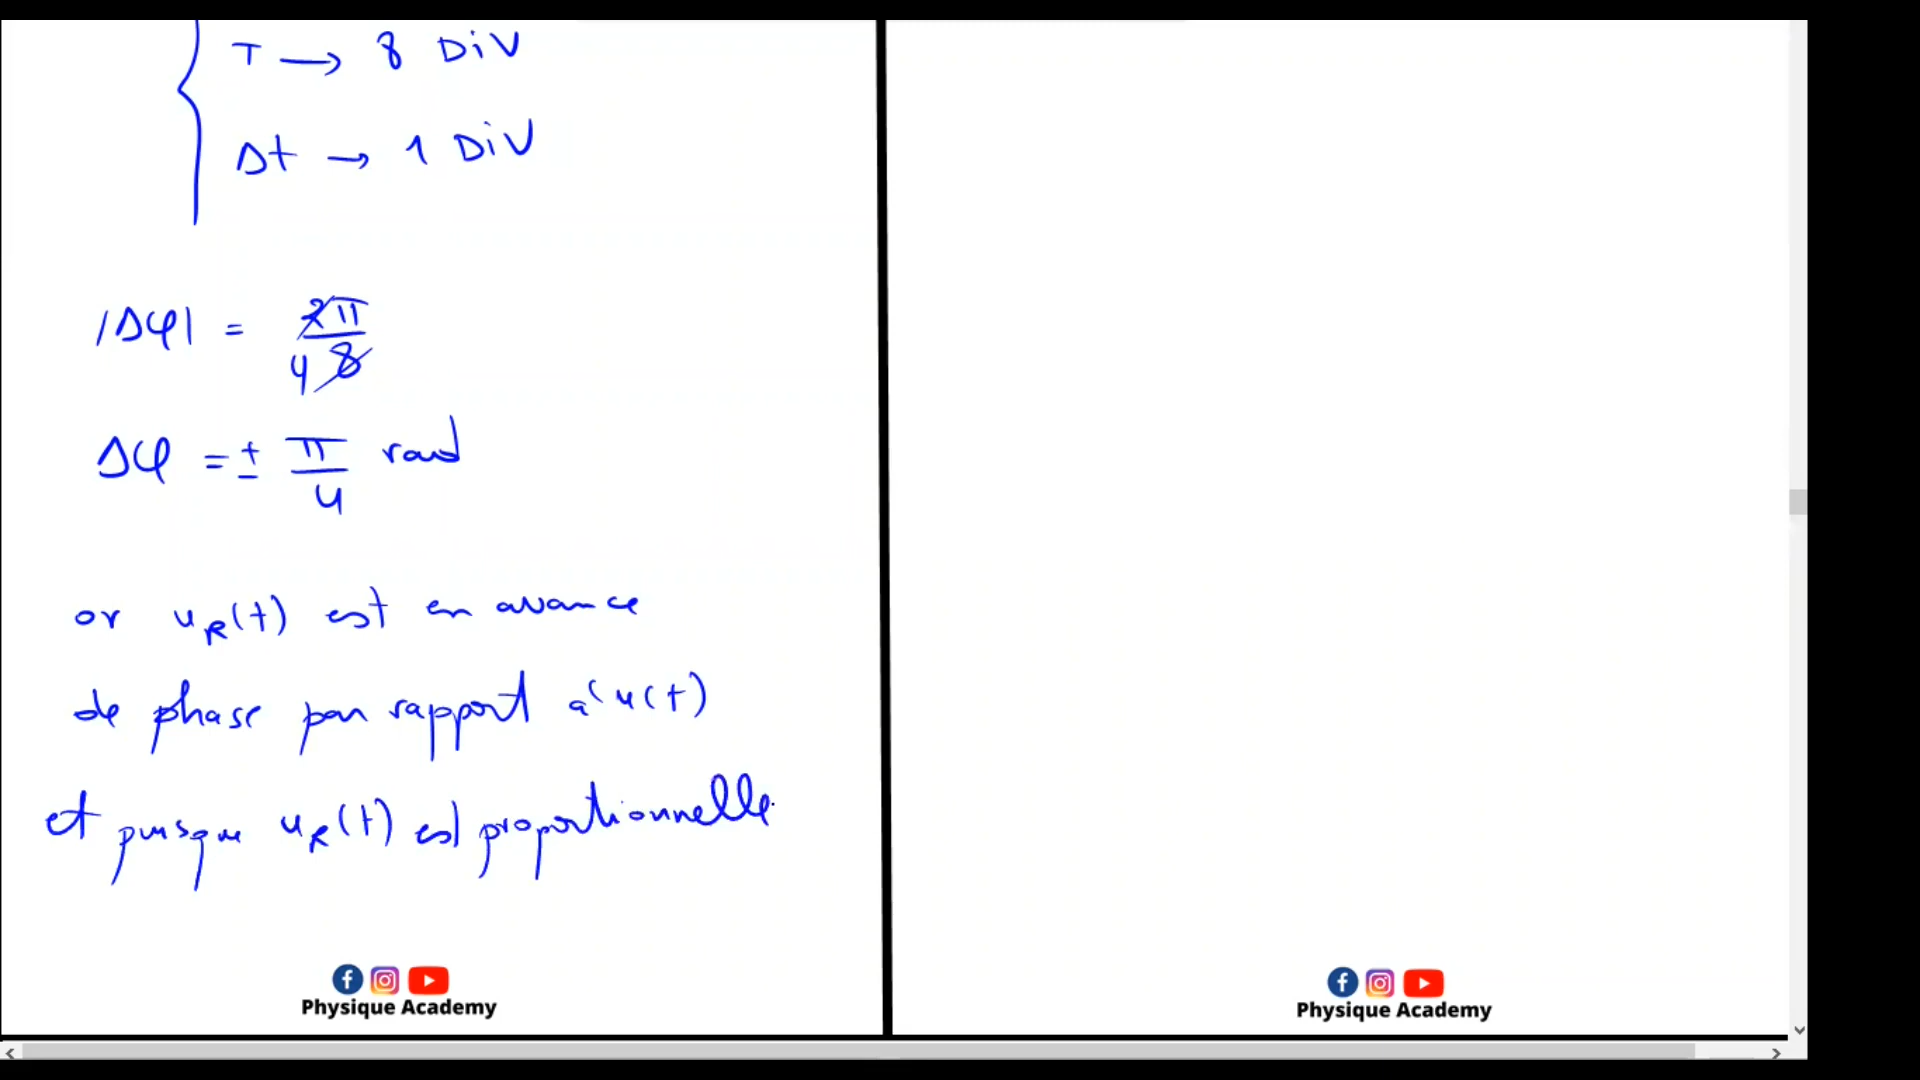 T → 8 DiV
Δt → 1 DiV
|Δφ| = 2π / 4 8
Δφ = ± π/4 rad
or u_R(t) est en avance
de phase par rapport à u(t)
et puisque u_R(t) est proportionnelle
Physique Academy
Physique Academy